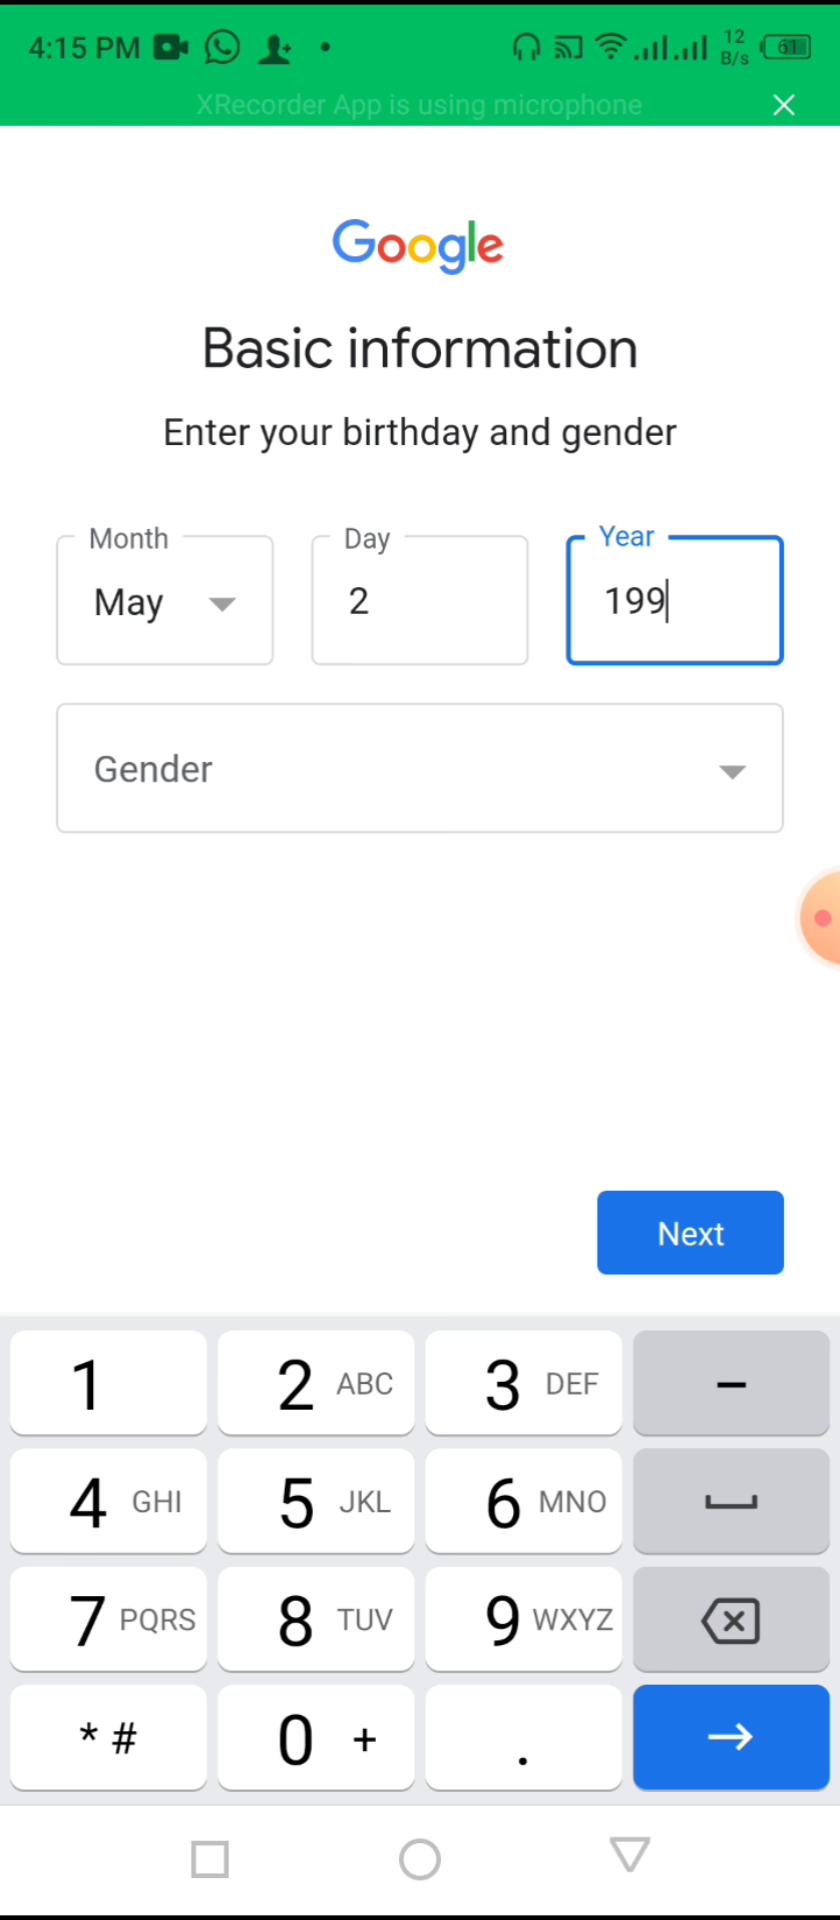 4:15 PM 12 B/s 61
XRecorder App is using microphone
Google
Basic information
Enter your birthday and gender
Month Day Year
May 2 199
Gender
Next
1 2 ABC 3 DEF –
4 GHI 5 JKL 6 MNO
7 PQRS 8 TUV 9 WXYZ
* # 0 + .